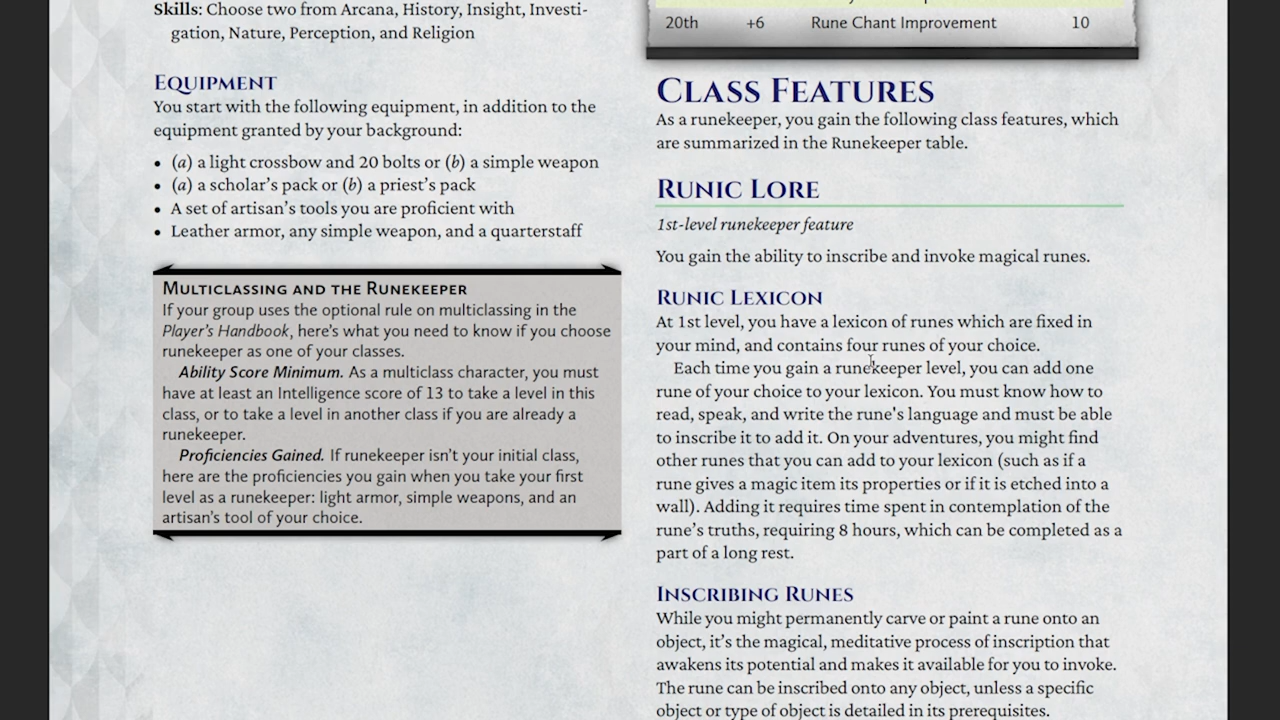 Skills: Choose two from Arcana, History, Insight, Investi-
gation, Nature, Perception, and Religion
Equipment
You start with the following equipment, in addition to the
equipment granted by your background:
• (a) a light crossbow and 20 bolts or (b) a simple weapon
• (a) a scholar's pack or (b) a priest's pack
• A set of artisan's tools you are proficient with
• Leather armor, any simple weapon, and a quarterstaff
Multiclassing and the Runekeeper
If your group uses the optional rule on multiclassing in the
Player's Handbook, here's what you need to know if you choose
runekeeper as one of your classes.
Ability Score Minimum. As a multiclass character, you must
have at least an Intelligence score of 13 to take a level in this
class, or to take a level in another class if you are already a
runekeeper.
Proficiencies Gained. If runekeeper isn't your initial class,
here are the proficiencies you gain when you take your first
level as a runekeeper: light armor, simple weapons, and an
artisan's tool of your choice.
20th +6 Rune Chant Improvement 10
Class Features
As a runekeeper, you gain the following class features, which
are summarized in the Runekeeper table.
Runic Lore
1st-level runekeeper feature
You gain the ability to inscribe and invoke magical runes.
Runic Lexicon
At 1st level, you have a lexicon of runes which are fixed in
your mind, and contains four runes of your choice.
Each time you gain a runekeeper level, you can add one
rune of your choice to your lexicon. You must know how to
read, speak, and write the rune's language and must be able
to inscribe it to add it. On your adventures, you might find
other runes that you can add to your lexicon (such as if a
rune gives a magic item its properties or if it is etched into a
wall). Adding it requires time spent in contemplation of the
rune's truths, requiring 8 hours, which can be completed as a
part of a long rest.
Inscribing Runes
While you might permanently carve or paint a rune onto an
object, it's the magical, meditative process of inscription that
awakens its potential and makes it available for you to invoke.
The rune can be inscribed onto any object, unless a specific
object or type of object is detailed in its prerequisites.